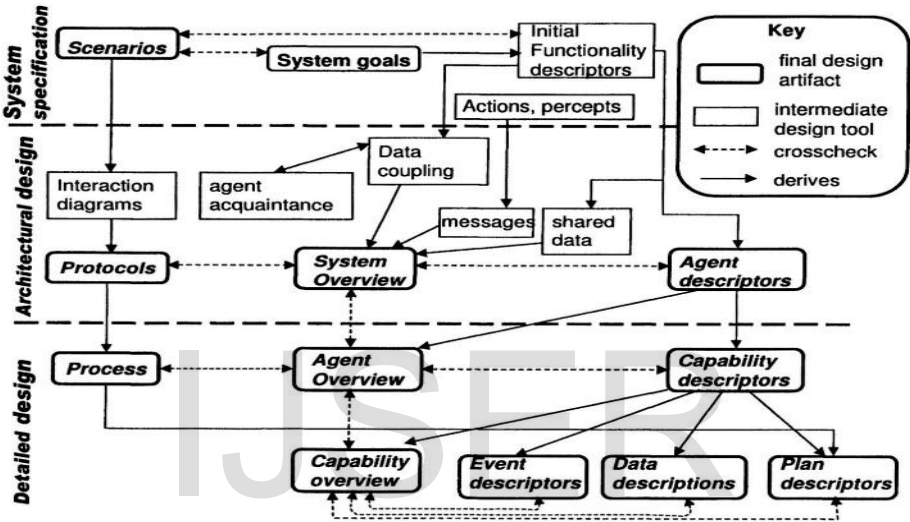 System
specification
Scenarios
System goals
Initial
Functionality
descriptors
Actions, percepts
Key
final design
artifact
intermediate
design tool
crosscheck
derives
Architectural design
Interaction
diagrams
agent
acquaintance
Data
coupling
messages
shared
data
Protocols
System
Overview
Agent
descriptors
Detailed design
Process
Agent
Overview
Capability
descriptors
Capability
overview
Event
descriptors
Data
descriptions
Plan
descriptors
IJSER